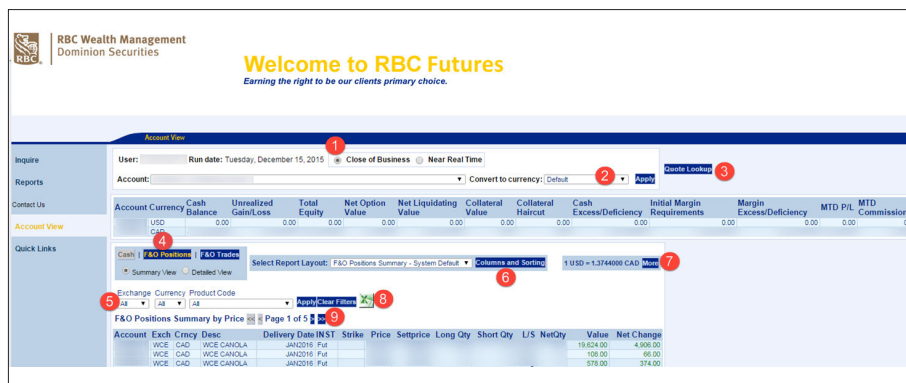 RBC Wealth Management
Dominion Securities
RBC
Welcome to RBC Futures
Earning the right to be our clients primary choice.
Account View
1
Inquire
Reports
Contact Us
Account View
Quick Links
User: Run date: Tuesday, December 15, 2015 Close of Business Near Real Time
Account: Convert to currency: Default 2 Apply
Quote Lookup 3
Account Currency Cash Balance Unrealized Gain/Loss Total Equity Net Option Value Net Liquidating Value Collateral Value Collateral Haircut Cash Excess/Deficiency Initial Margin Requirements Margin Excess/Deficiency MTD P/L MTD Commission
USD 0.00 0.00 0.00 0.00 0.00 0.00 0.00 0.00 0.00 0.00 0.00
CAD
4
Cash | F&O Positions | F&O Trades
Summary View Detailed View
Select Report Layout: F&O Positions Summary - System Default Columns and Sorting
6
1 USD = 1.3744000 CAD More 7
Exchange Currency Product Code
5 All All All Apply Clear Filters 8
F&O Positions Summary by Price << < Page 1 of 5 > >> 9
Account Exch Crncy Desc Delivery Date INST Strike Price Settprice Long Qty Short Qty L/S NetQty Value Net Change
WCE CAD WCE CANOLA JAN2016 Fut 19,624.00 4,906.00
WCE CAD WCE CANOLA JAN2016 Fut 108.00 66.00
WCE CAD WCE CANOLA JAN2016 Fut 578.00 374.00